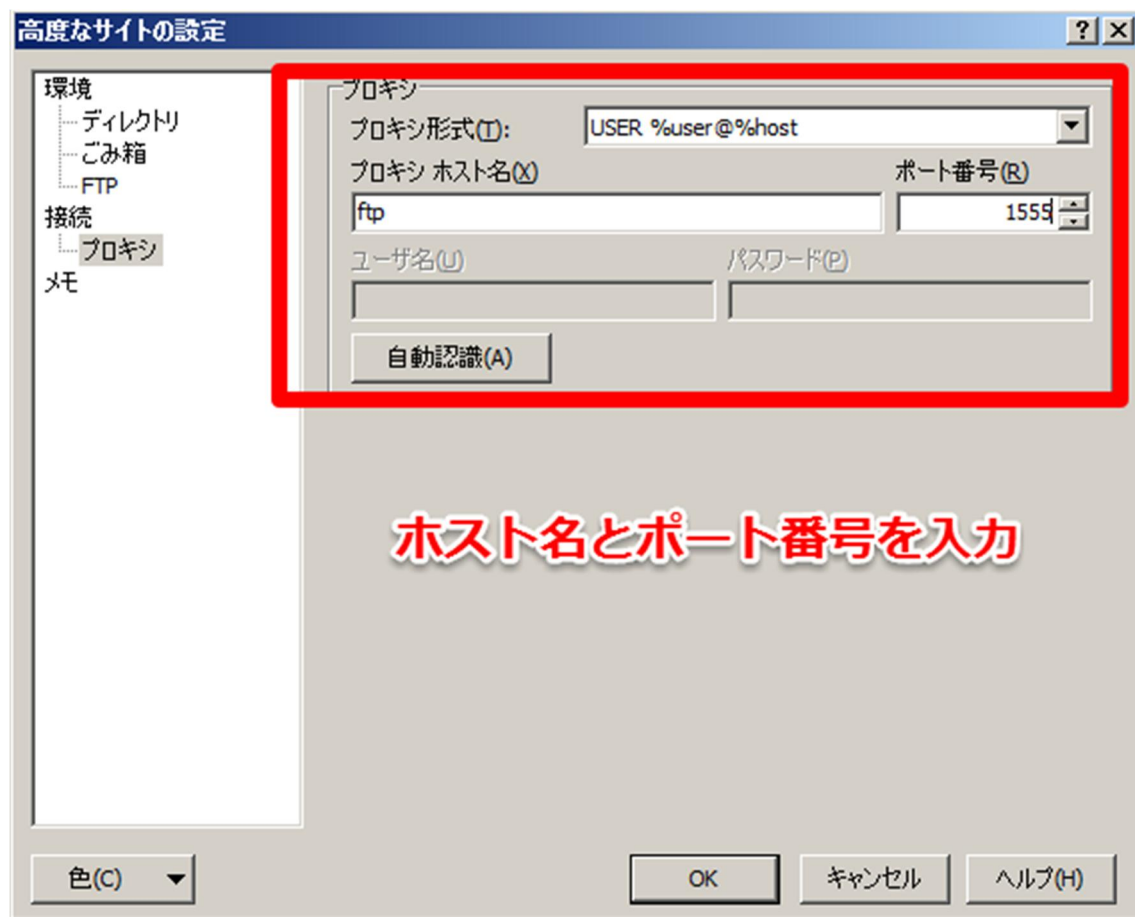 高度なサイトの設定
環境
ディレクトリ
ごみ箱
FTP
接続
プロキシ
メモ
プロキシ
プロキシ形式(T): USER %user@%host
プロキシ ホスト名(X) ポート番号(R)
ftp 1555
ユーザ名(U) パスワード(P)
自動認識(A)
ホスト名とポート番号を入力
色(C) OK キャンセル ヘルプ(H)